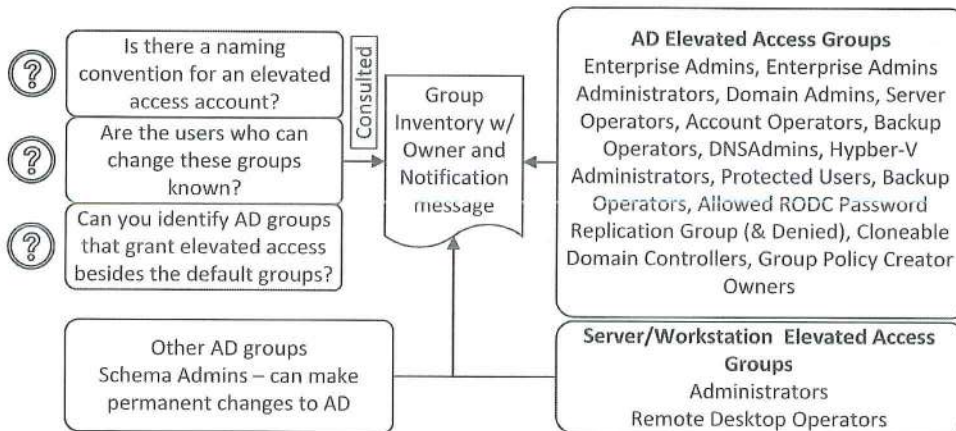 ?
Is there a naming
convention for an elevated
access account?
?
Are the users who can
change these groups
known?
?
Can you identify AD groups
that grant elevated access
besides the default groups?
Consulted
Group
Inventory w/
Owner and
Notification
message
AD Elevated Access Groups
Enterprise Admins, Enterprise Admins
Administrators, Domain Admins, Server
Operators, Account Operators, Backup
Operators, DNSAdmins, Hypber-V
Administrators, Protected Users, Backup
Operators, Allowed RODC Password
Replication Group (& Denied), Cloneable
Domain Controllers, Group Policy Creator
Owners
Other AD groups
Schema Admins – can make
permanent changes to AD
Server/Workstation Elevated Access
Groups
Administrators
Remote Desktop Operators